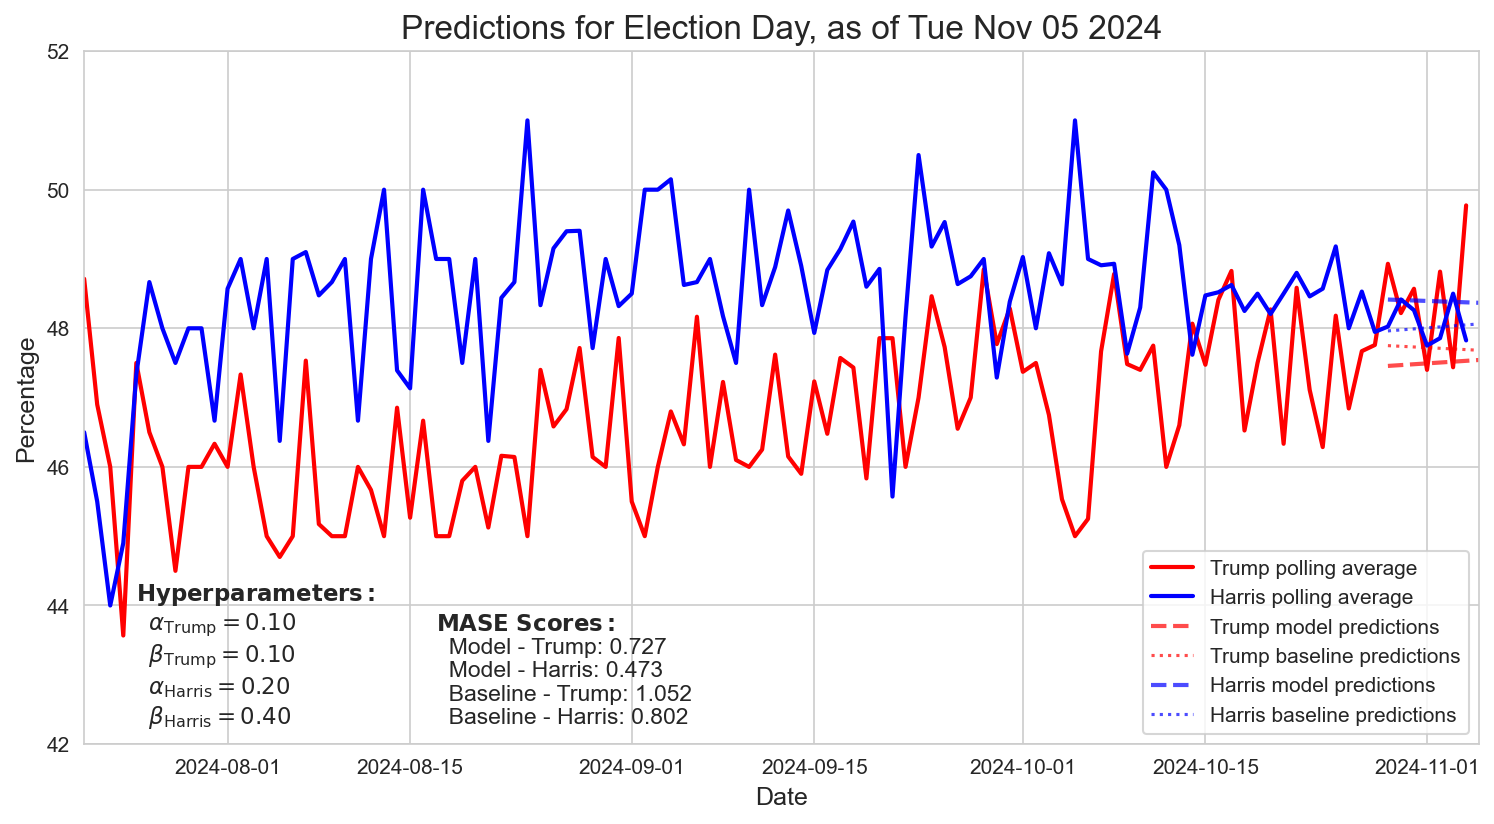 Predictions for Election Day, as of Tue Nov 05 2024
52
50
48
46
44
42
Percentage
Hyperparameters:
α_Trump = 0.10
β_Trump = 0.10
α_Harris = 0.20
β_Harris = 0.40
MASE Scores:
Model - Trump: 0.727
Model - Harris: 0.473
Baseline - Trump: 1.052
Baseline - Harris: 0.802
Trump polling average
Harris polling average
Trump model predictions
Trump baseline predictions
Harris model predictions
Harris baseline predictions
2024-08-01 2024-08-15 2024-09-01 2024-09-15 2024-10-01 2024-10-15 2024-11-01
Date